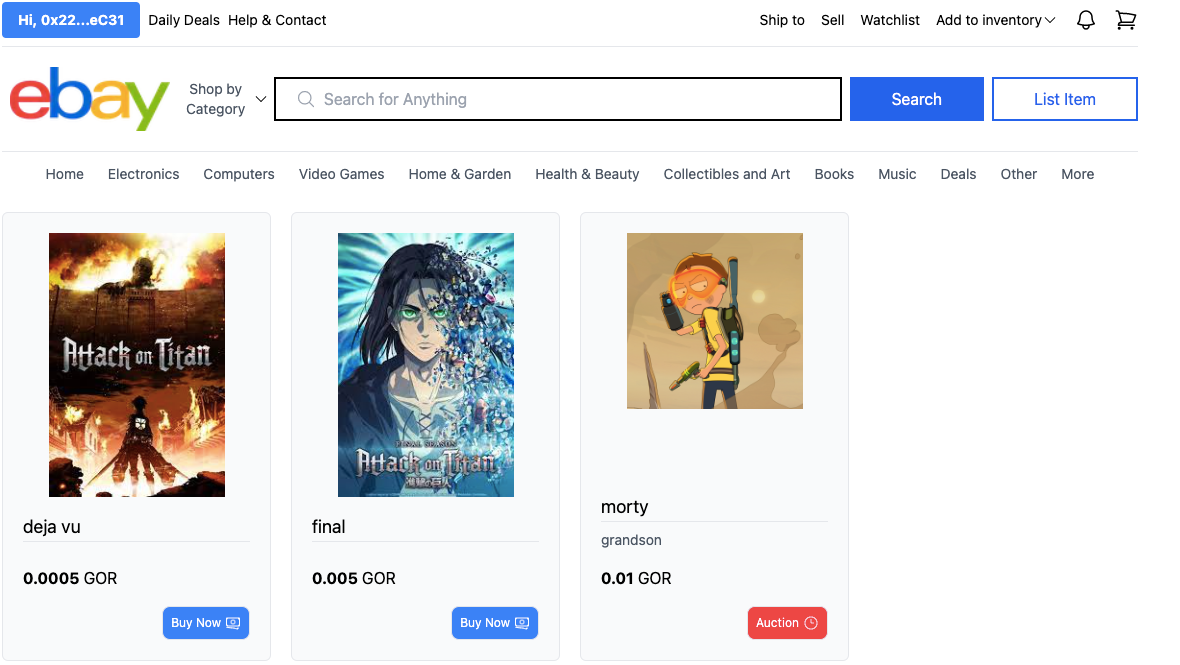 Hi, 0x22...eC31 Daily Deals Help & Contact Ship to Sell Watchlist Add to inventory
ebay
Shop by
Category
Search for Anything
Search
List Item
Home Electronics Computers Video Games Home & Garden Health & Beauty Collectibles and Art Books Music Deals Other More
Attack on Titan
deja vu
0.0005 GOR
Buy Now
FINAL SEASON
Attack on Titan
進撃の巨人
final
0.005 GOR
Buy Now
morty
grandson
0.01 GOR
Auction